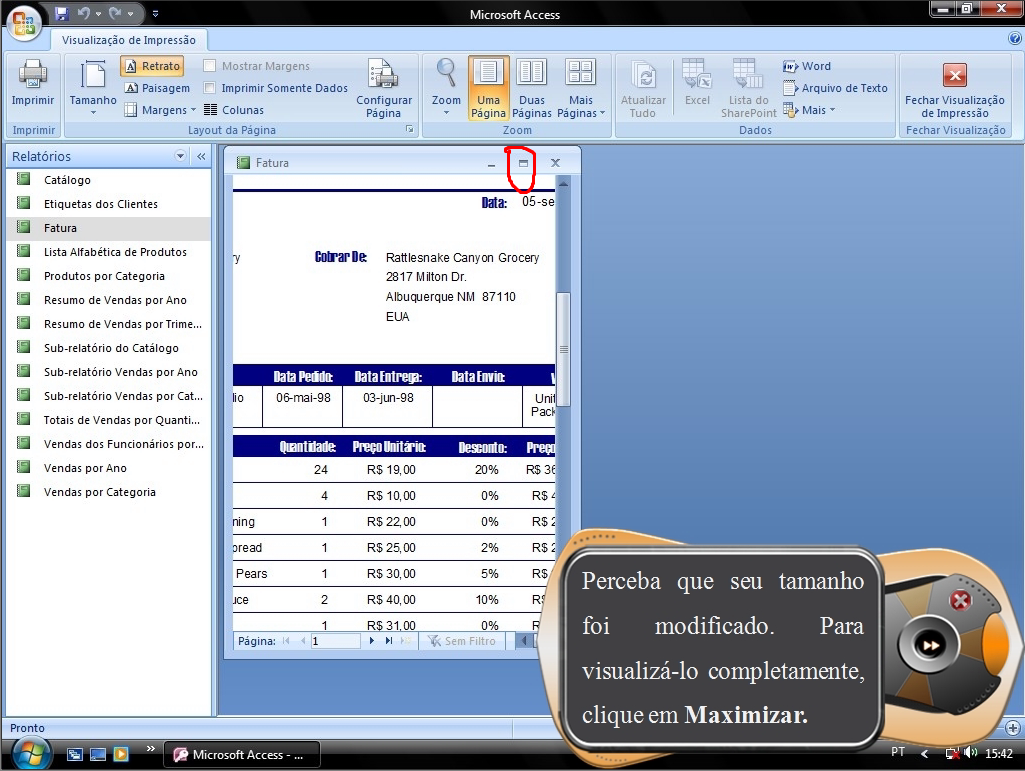 Microsoft Access
Visualização de Impressão
Imprimir
Tamanho
Retrato
Paisagem
Margens
Mostrar Margens
Imprimir Somente Dados
Colunas
Configurar
Página
Zoom
Uma
Página
Duas
Páginas
Mais
Páginas
Atualizar
Tudo
Excel
Lista do
SharePoint
Word
Arquivo de Texto
Mais
Fechar Visualização
de Impressão
Imprimir
Layout da Página
Zoom
Dados
Fechar Visualização
Relatórios
Catálogo
Etiquetas dos Clientes
Fatura
Lista Alfabética de Produtos
Produtos por Categoria
Resumo de Vendas por Ano
Resumo de Vendas por Trime...
Sub-relatório do Catálogo
Sub-relatório Vendas por Ano
Sub-relatório Vendas por Cat...
Totais de Vendas por Quanti...
Vendas dos Funcionários por...
Vendas por Ano
Vendas por Categoria
Fatura
Data: 05-se
ry Cobrar De: Rattlesnake Canyon Grocery
2817 Milton Dr.
Albuquerque NM 87110
EUA
Data Pedido: Data Entrega: Data Envio: V
lio 06-mai-98 03-jun-98 Unit
Pack
Quantidade: Preço Unitário: Desconto: Preço
24 R$ 19,00 20% R$ 36
4 R$ 10,00 0% R$ 4
ning 1 R$ 22,00 0% R$ 2
pread 1 R$ 25,00 2% R$ 2
Pears 1 R$ 30,00 5% R$
uce 2 R$ 40,00 10% R$
1 R$ 31,00 0% R$
Página: 1 Sem Filtro
Perceba que seu tamanho
foi modificado. Para
visualizá-lo completamente,
clique em Maximizar.
Pronto
Microsoft Access - ...
PT
15:42